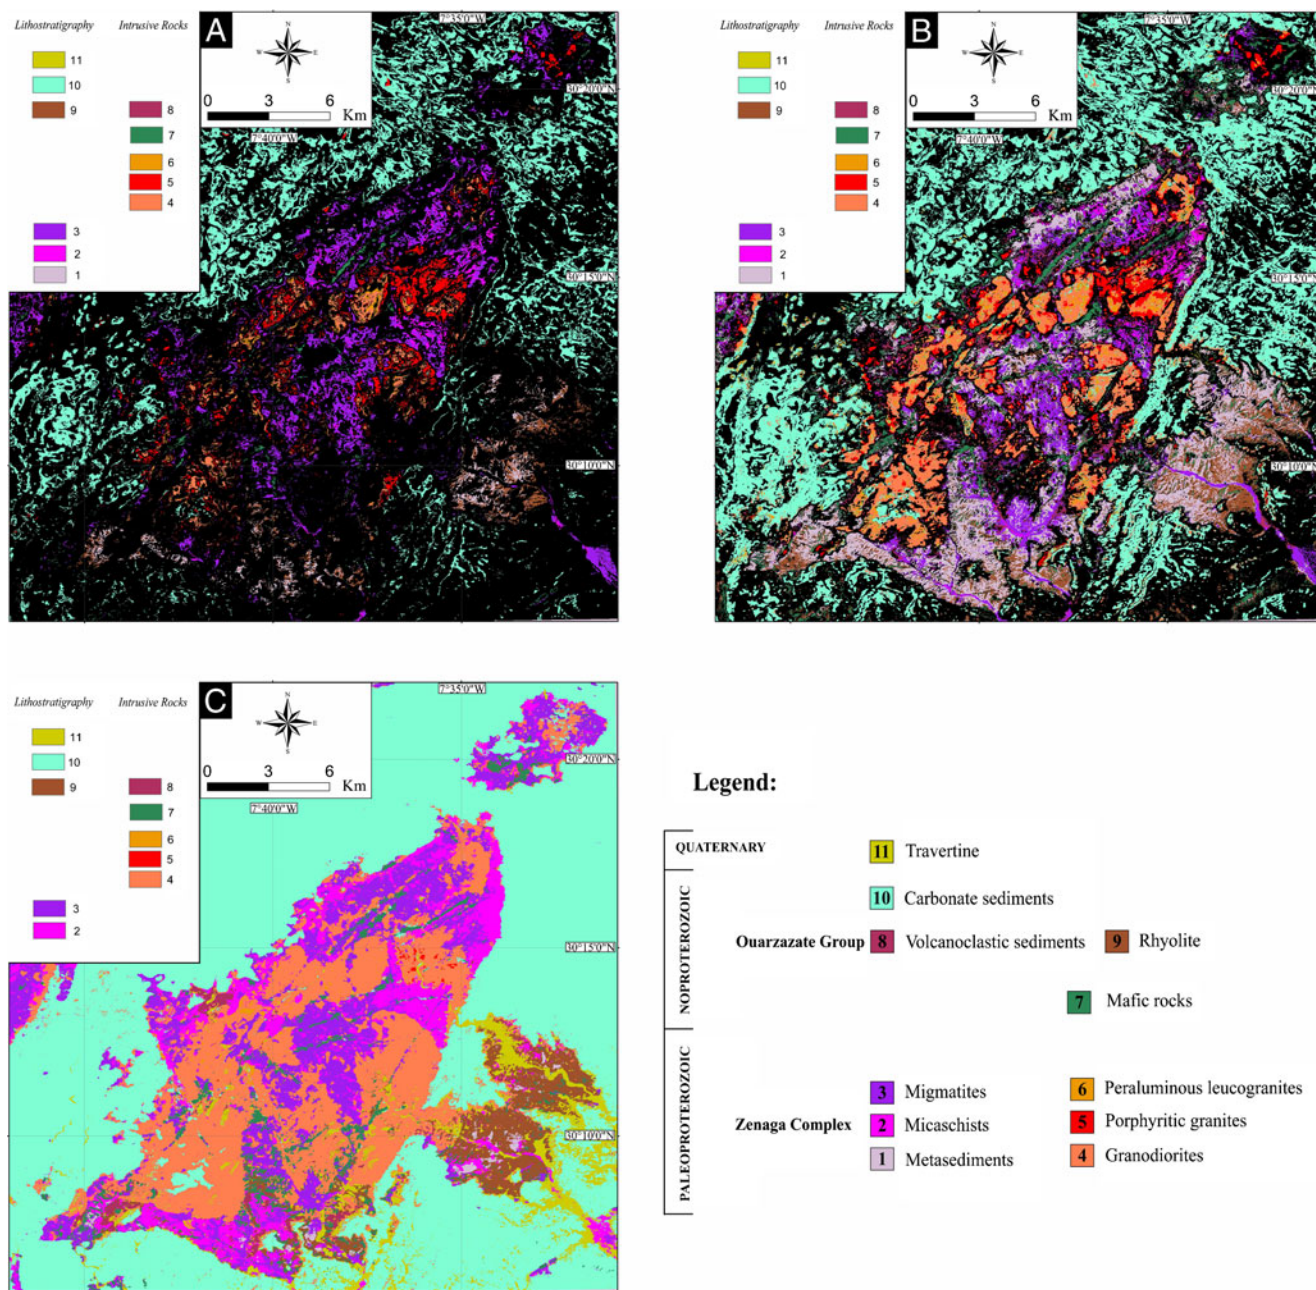 Lithostratigraphy Intrusive Rocks
11
10
9 8
7
6
5
4
3
2
1
A
N
W E
S
0 3 6
Km
7°35'0"W
7°40'0"W
30°20'0"N
30°15'0"N
30°10'0"N
Lithostratigraphy Intrusive Rocks
11
10
9 8
7
6
5
4
3
2
1
B
N
W E
S
0 3 6
Km
7°35'0"W
7°40'0"W
30°20'0"N
30°15'0"N
30°10'0"N
Lithostratigraphy Intrusive Rocks
11
10
9 8
7
6
5
4
3
2
C
N
W E
S
0 3 6
Km
7°35'0"W
7°40'0"W
30°20'0"N
30°15'0"N
30°10'0"N
Legend:
QUATERNARY
11 Travertine
NOPROTEROZOIC
10 Carbonate sediments
Ouarzazate Group 8 Volcanoclastic sediments 9 Rhyolite
7 Mafic rocks
PALEOPROTEROZOIC
3 Migmatites 6 Peraluminous leucogranites
Zenaga Complex 2 Micaschists 5 Porphyritic granites
1 Metasediments 4 Granodiorites